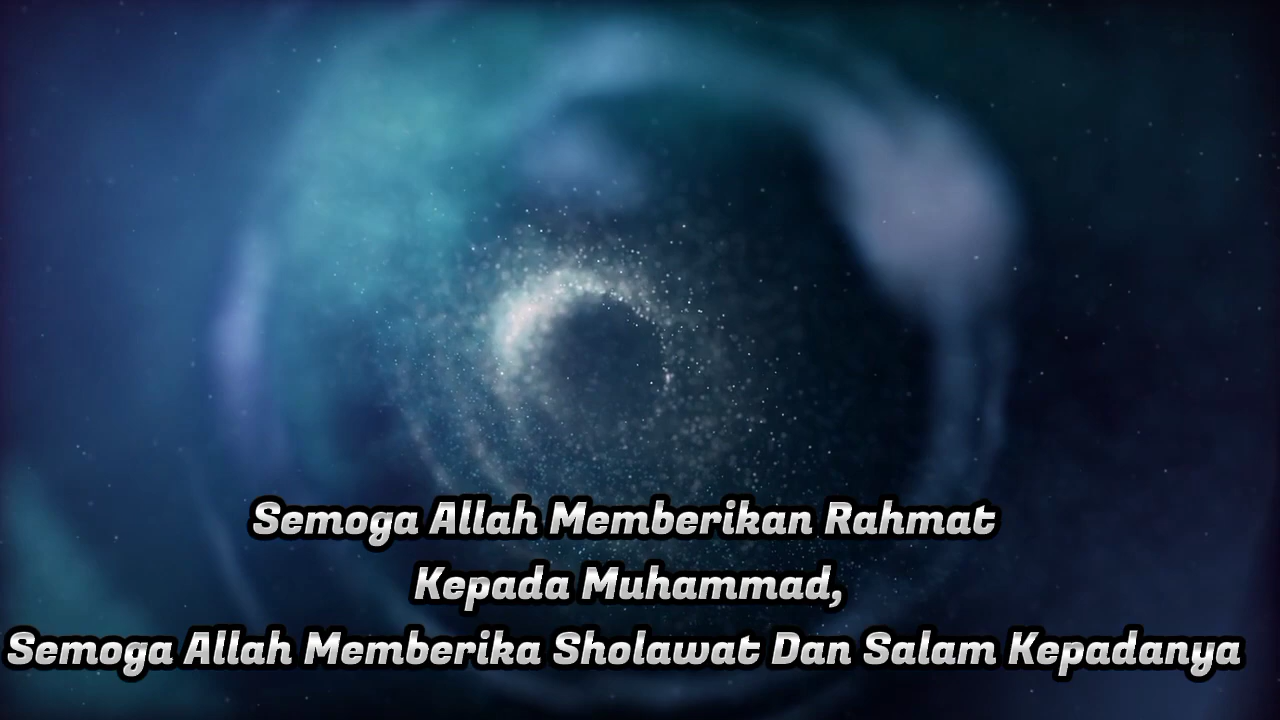 Semoga Allah Memberikan Rahmat
Kepada Muhammad,
Semoga Allah Memberika Sholawat Dan Salam Kepadanya